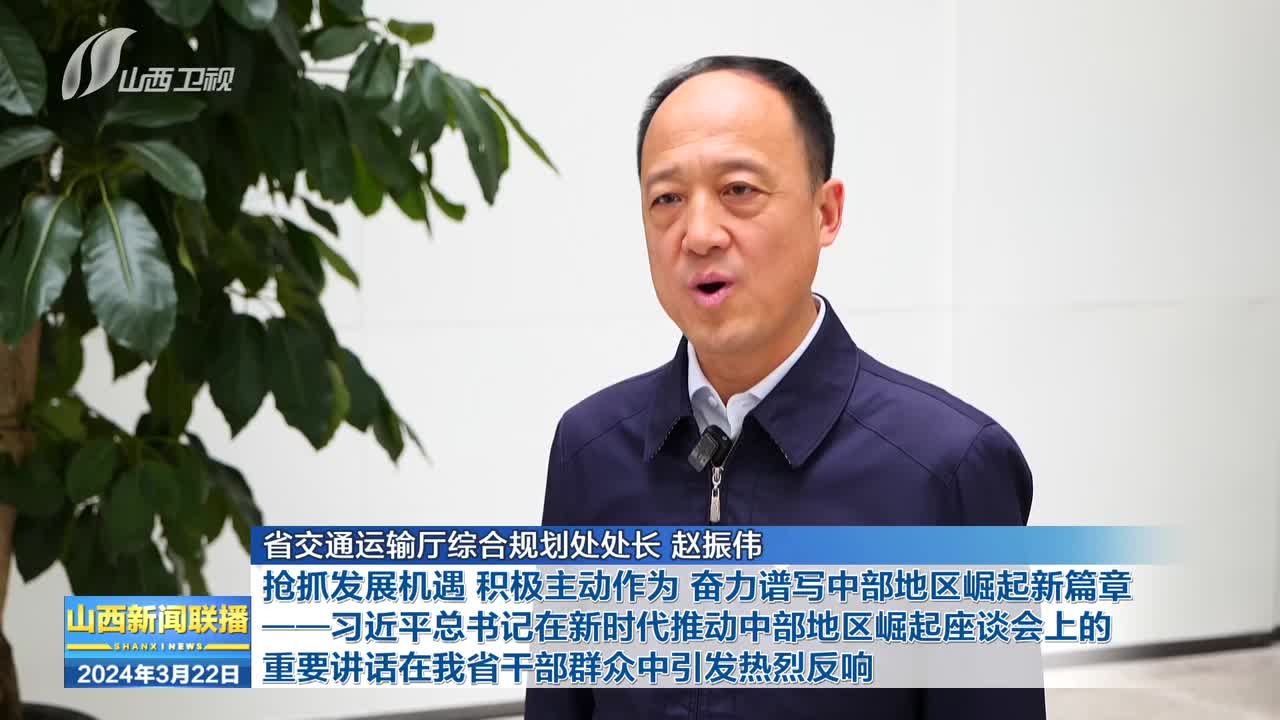 山西卫视
省交通运输厅综合规划处处长 赵振伟
抢抓发展机遇 积极主动作为 奋力谱写中部地区崛起新篇章
——习近平总书记在新时代推动中部地区崛起座谈会上的
重要讲话在我省干部群众中引发热烈反响
山西新闻联播
SHANXI NEWS
2024年3月22日